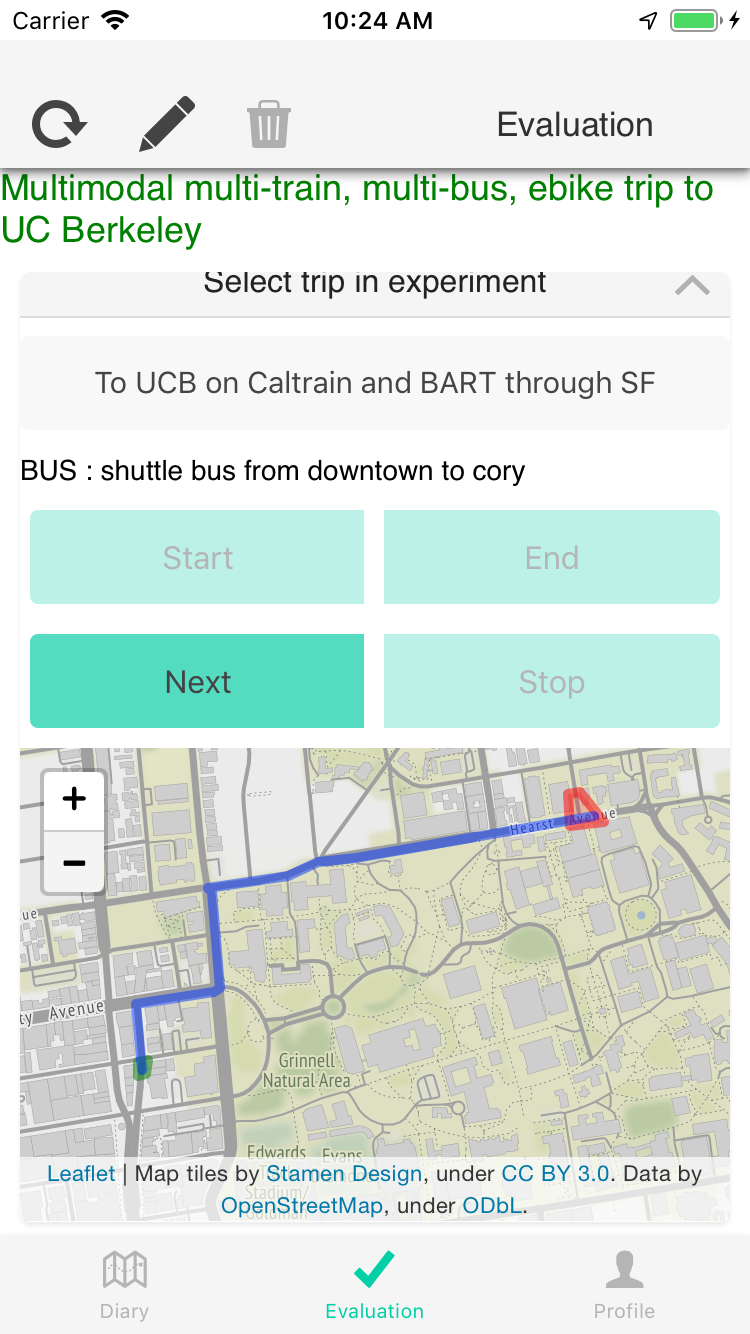 Carrier 10:24 AM
Evaluation
Multimodal multi-train, multi-bus, ebike trip to
UC Berkeley
Select trip in experiment
To UCB on Caltrain and BART through SF
BUS : shuttle bus from downtown to cory
Start End
Next Stop
+
−
Hearst Avenue
ue
ty Avenue
Grinnell
Natural Area
Edwards Evans
Stadium/
Goldman
Leaflet | Map tiles by Stamen Design, under CC BY 3.0. Data by
OpenStreetMap, under ODbL.
Diary Evaluation Profile